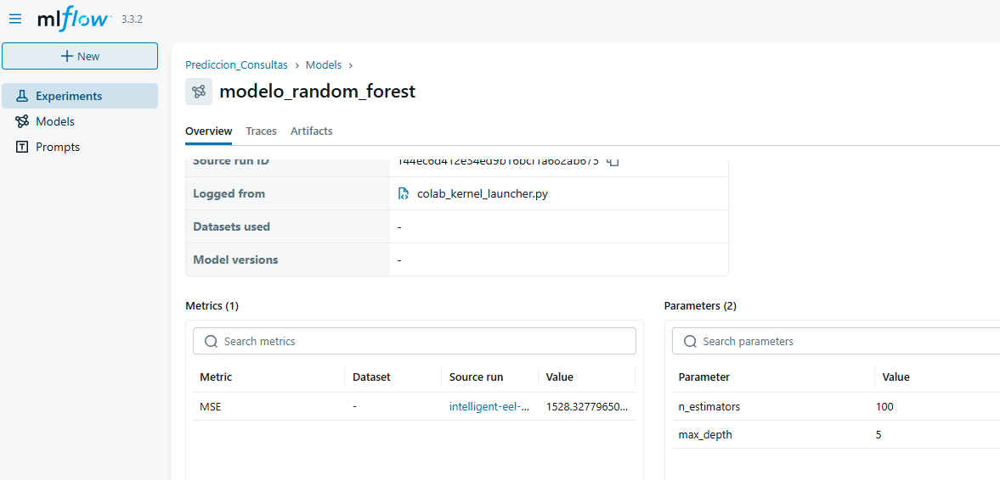 mlflow 3.3.2
+ New
Experiments
Models
Prompts
Prediccion_Consultas > Models >
modelo_random_forest
Overview Traces Artifacts
Source run ID
Logged from colab_kernel_launcher.py
Datasets used -
Model versions -
Metrics (1)
Search metrics
Metric Dataset Source run Value
MSE - intelligent-eel-... 1528.32779650...
Parameters (2)
Search parameters
Parameter Value
n_estimators 100
max_depth 5